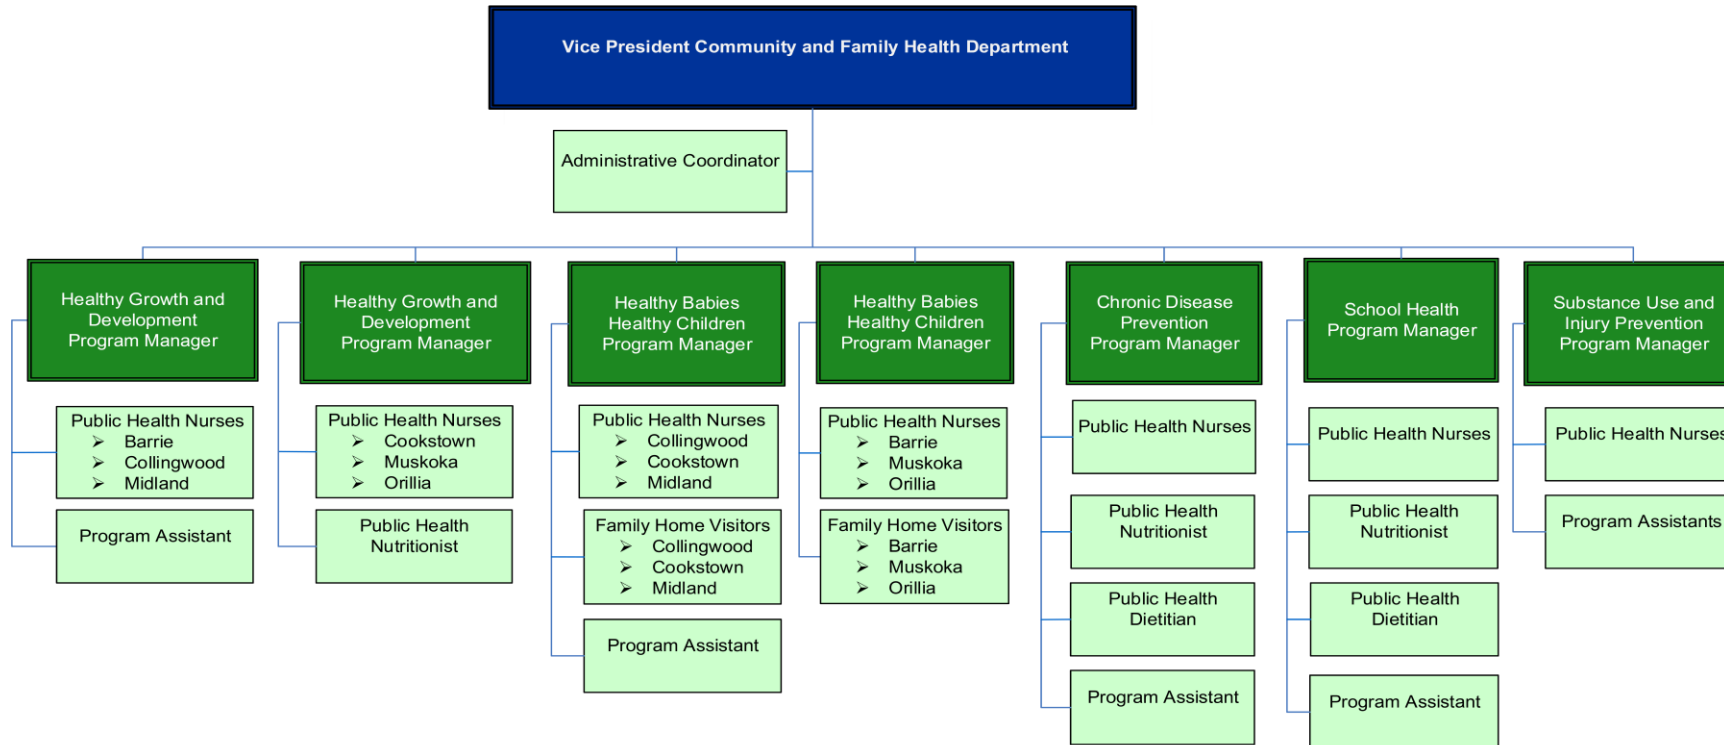 Vice President Community and Family Health Department
Administrative Coordinator
Healthy Growth and
Development
Program Manager
Public Health Nurses
➢ Barrie
➢ Collingwood
➢ Midland
Program Assistant
Healthy Growth and
Development
Program Manager
Public Health Nurses
➢ Cookstown
➢ Muskoka
➢ Orillia
Public Health
Nutritionist
Healthy Babies
Healthy Children
Program Manager
Public Health Nurses
➢ Collingwood
➢ Cookstown
➢ Midland
Family Home Visitors
➢ Collingwood
➢ Cookstown
➢ Midland
Program Assistant
Healthy Babies
Healthy Children
Program Manager
Public Health Nurses
➢ Barrie
➢ Muskoka
➢ Orillia
Family Home Visitors
➢ Barrie
➢ Muskoka
➢ Orillia
Chronic Disease
Prevention
Program Manager
Public Health Nurses
Public Health
Nutritionist
Public Health
Dietitian
Program Assistant
School Health
Program Manager
Public Health Nurses
Public Health
Nutritionist
Public Health
Dietitian
Program Assistant
Substance Use and
Injury Prevention
Program Manager
Public Health Nurses
Program Assistants